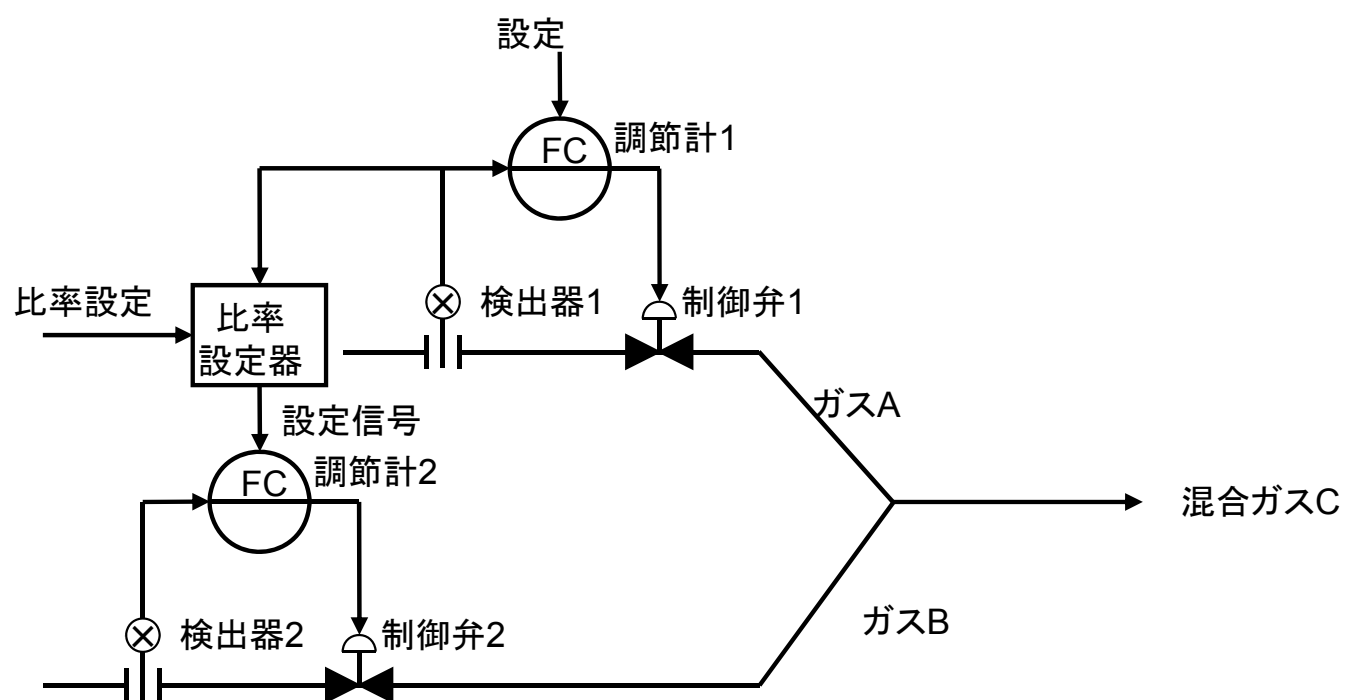 設定
FC
調節計1
比率設定
比率
設定器
検出器1
制御弁1
ガスA
設定信号
FC
調節計2
混合ガスC
ガスB
検出器2
制御弁2